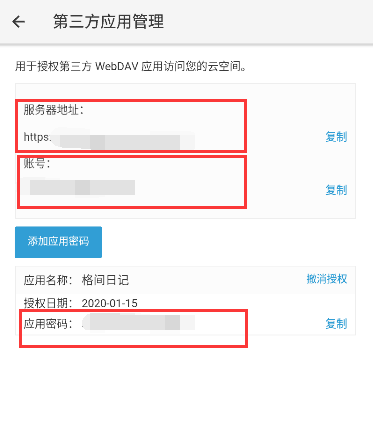 第三方应用管理
用于授权第三方 WebDAV 应用访问您的云空间。
服务器地址：
https. 复制
账号：
复制
添加应用密码
应用名称： 格间日记 撤消授权
授权日期： 2020-01-15
应用密码： 复制